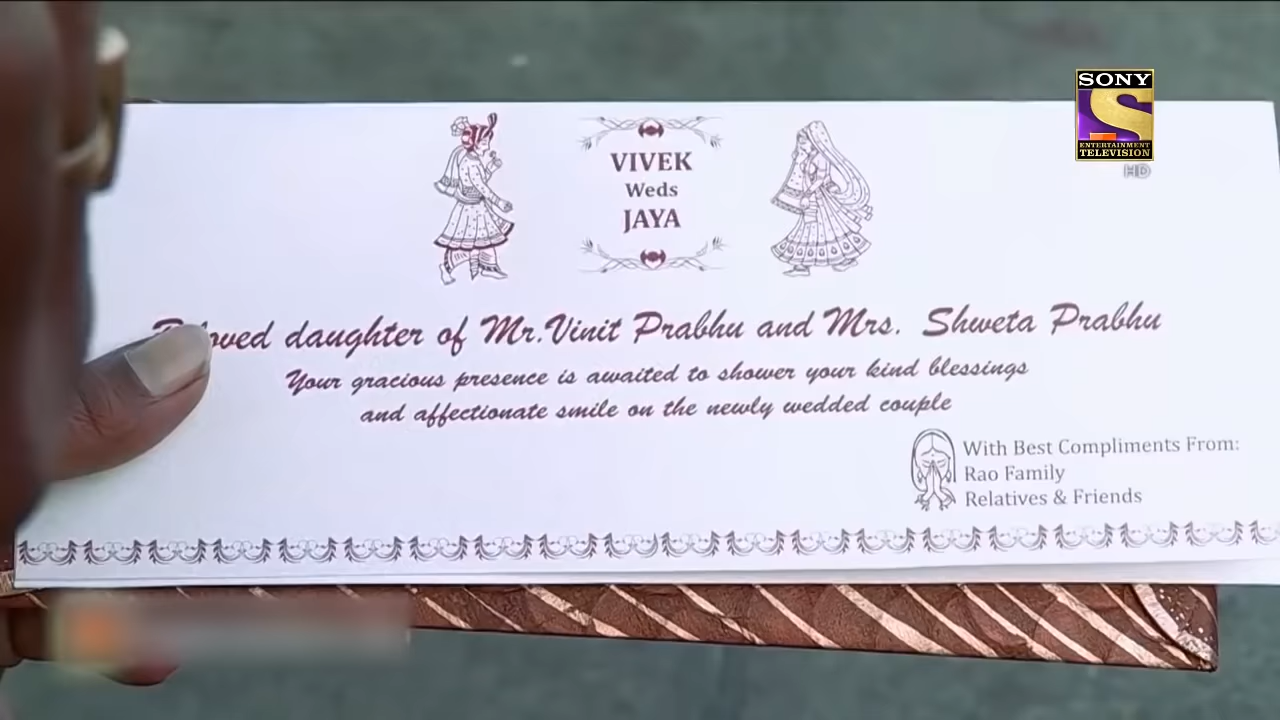 SONY
ENTERTAINMENT
TELEVISION
HD
VIVEK
Weds
JAYA
Beloved daughter of Mr.Vinit Prabhu and Mrs. Shweta Prabhu
Your gracious presence is awaited to shower your kind blessings
and affectionate smile on the newly wedded couple
With Best Compliments From:
Rao Family
Relatives & Friends